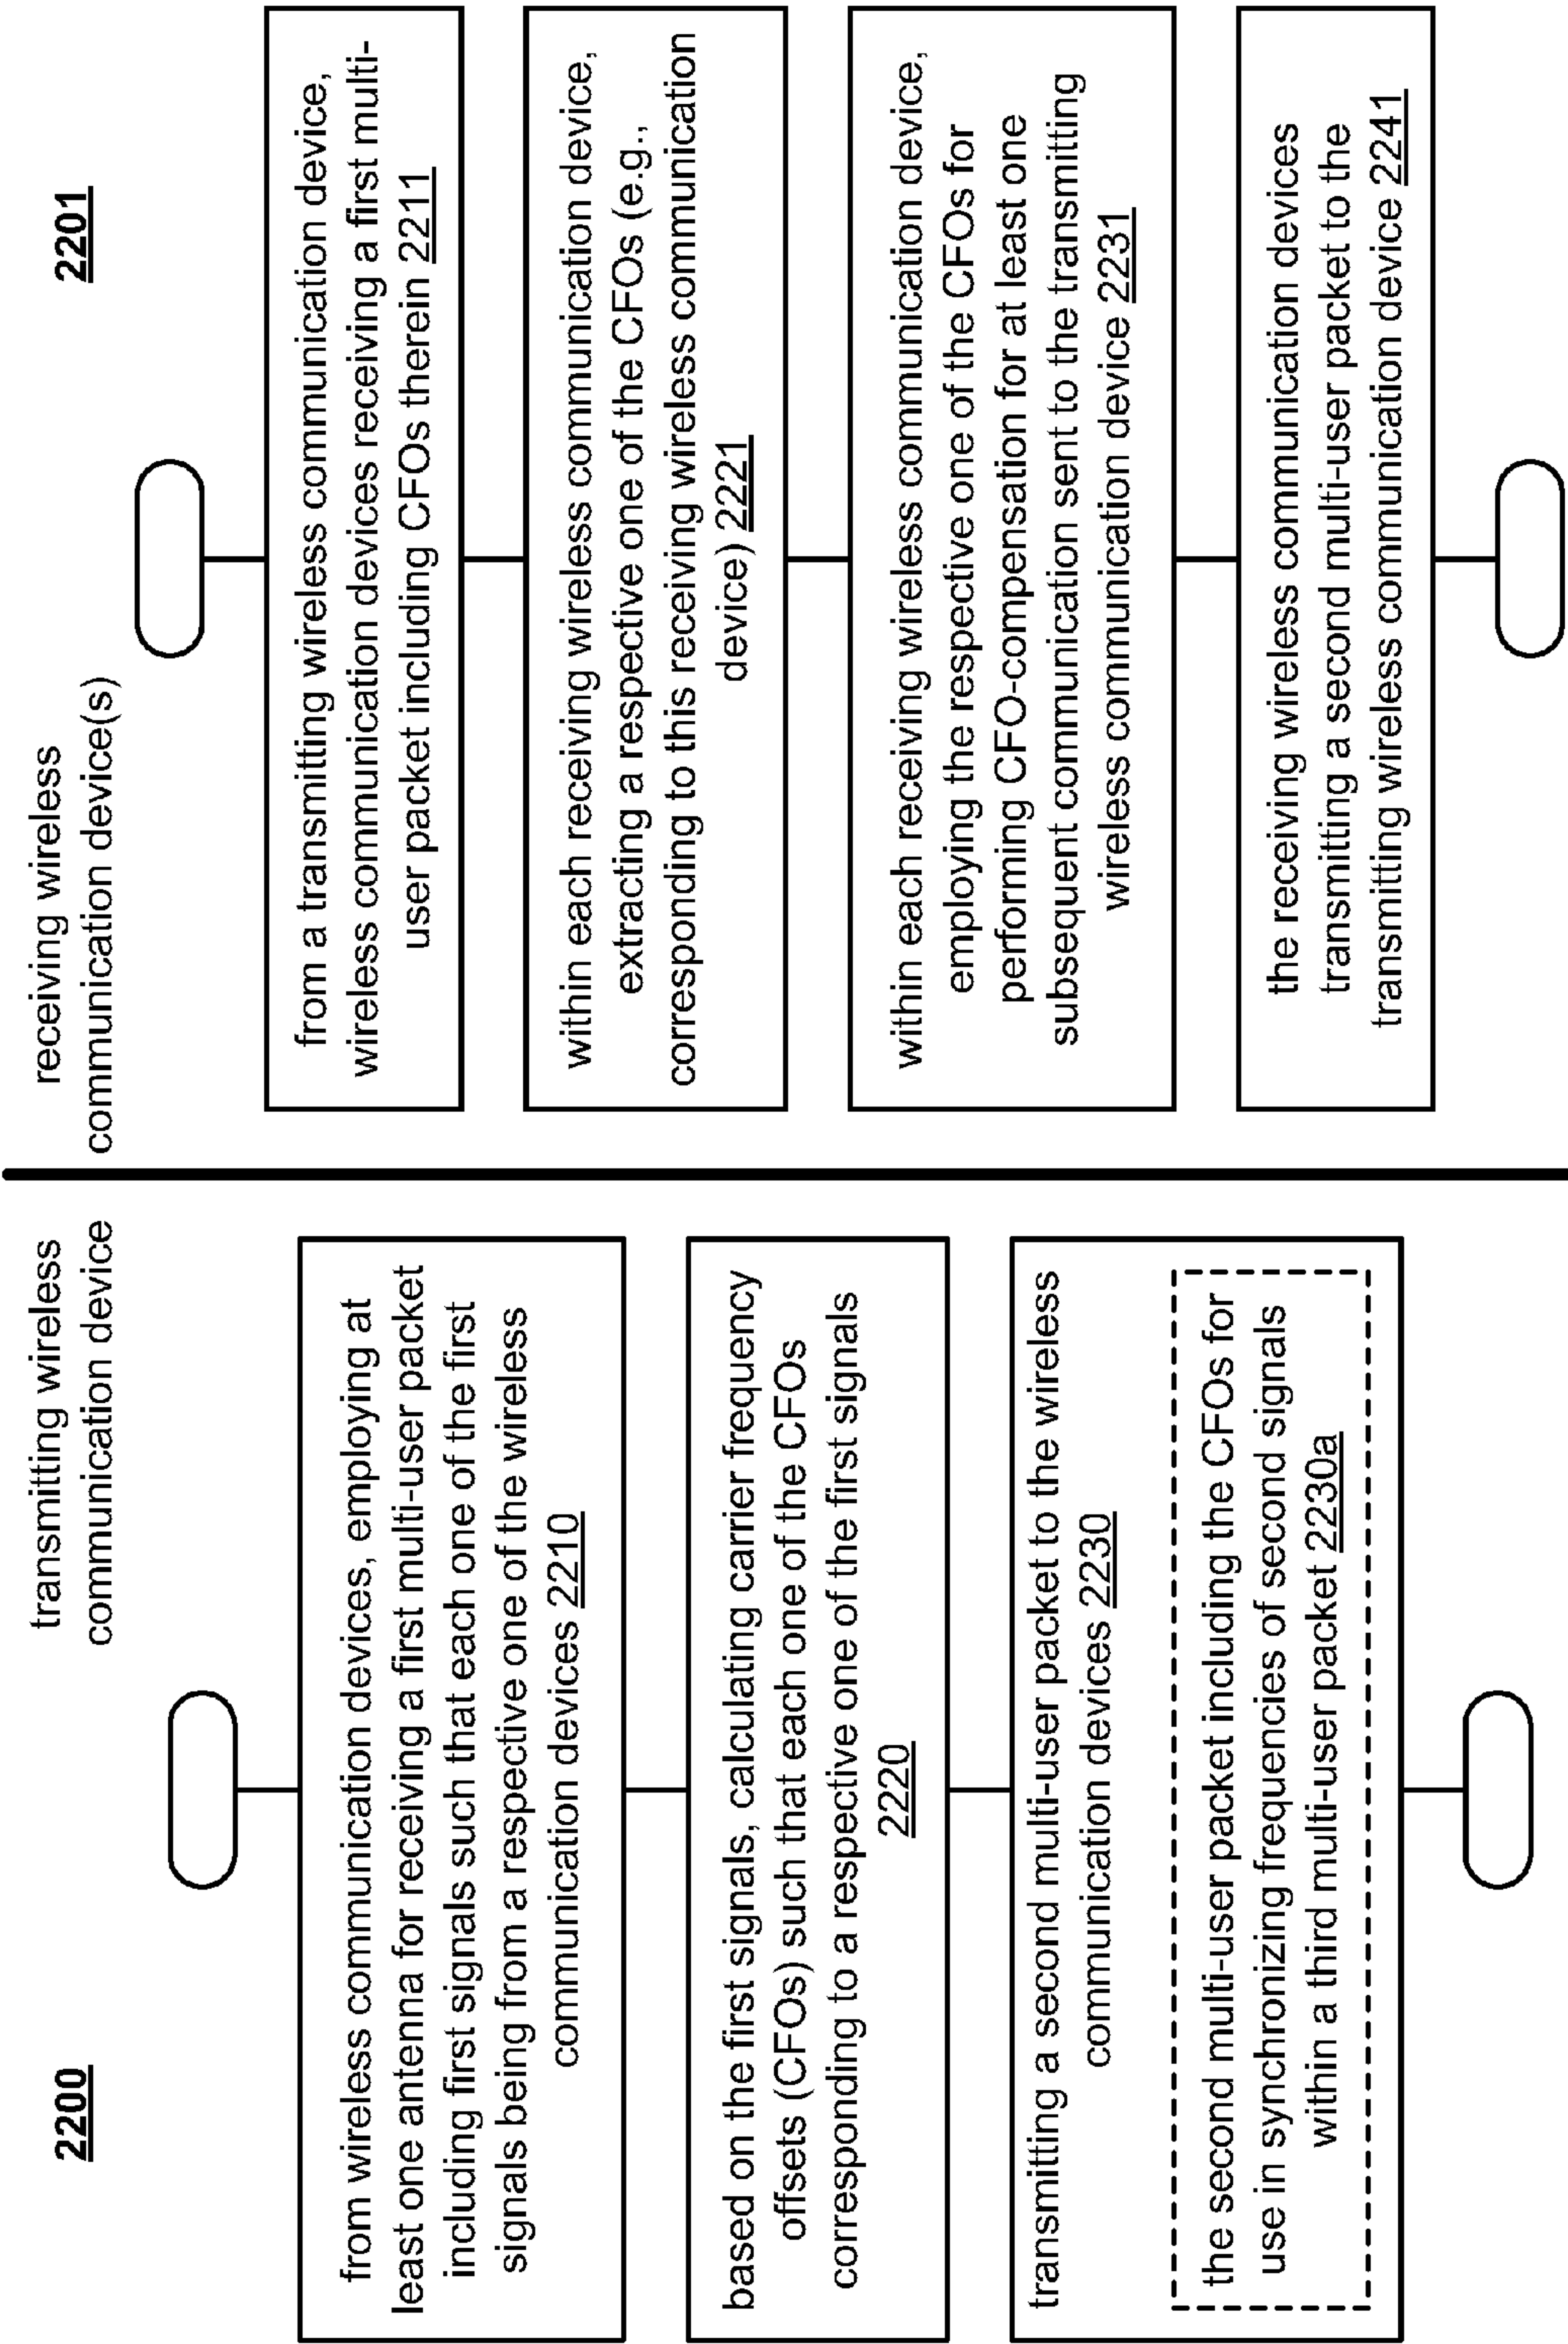 2200
transmitting wireless
communication device
from wireless communication devices, employing at
least one antenna for receiving a first multi-user packet
including first signals such that each one of the first
signals being from a respective one of the wireless
communication devices 2210
based on the first signals, calculating carrier frequency
offsets (CFOs) such that each one of the CFOs
corresponding to a respective one of the first signals
2220
transmitting a second multi-user packet to the wireless
communication devices 2230
the second multi-user packet including the CFOs for
use in synchronizing frequencies of second signals
within a third multi-user packet 2230a
receiving wireless
communication device(s)
2201
from a transmitting wireless communication device,
wireless communication devices receiving a first multi-
user packet including CFOs therein 2211
within each receiving wireless communication device,
extracting a respective one of the CFOs (e.g.,
corresponding to this receiving wireless communication
device) 2221
within each receiving wireless communication device,
employing the respective one of the CFOs for
performing CFO-compensation for at least one
subsequent communication sent to the transmitting
wireless communication device 2231
the receiving wireless communication devices
transmitting a second multi-user packet to the
transmitting wireless communication device 2241